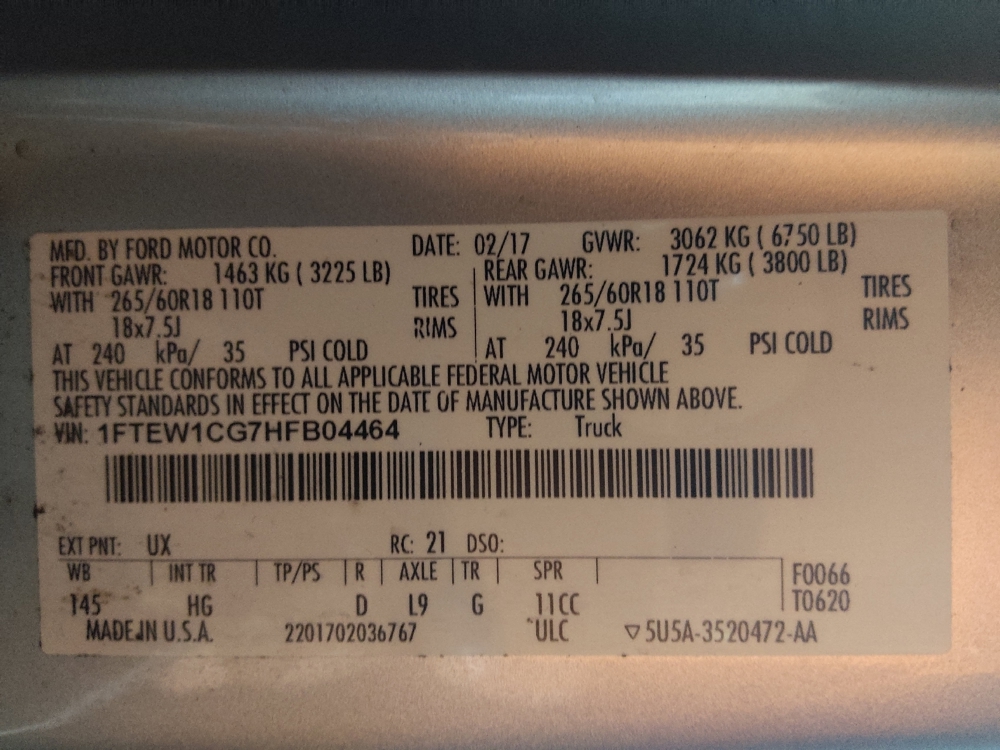 MFD. BY FORD MOTOR CO. DATE: 02/17 GVWR: 3062 KG ( 6750 LB)
FRONT GAWR: 1463 KG ( 3225 LB) REAR GAWR: 1724 KG ( 3800 LB)
WITH 265/60R18 110T TIRES WITH 265/60R18 110T TIRES
18x7.5J RIMS 18x7.5J RIMS
AT 240 kPa/ 35 PSI COLD AT 240 kPa/ 35 PSI COLD
THIS VEHICLE CONFORMS TO ALL APPLICABLE FEDERAL MOTOR VEHICLE
SAFETY STANDARDS IN EFFECT ON THE DATE OF MANUFACTURE SHOWN ABOVE.
VIN: 1FTEW1CG7HFB04464 TYPE: Truck
EXT PNT: UX RC: 21 DSO:
WB INT TR TP/PS R AXLE TR SPR F0066
145 HG D L9 G 11CC T0620
MADE IN U.S.A. 2201702036767 ULC ▽5U5A-3520472-AA